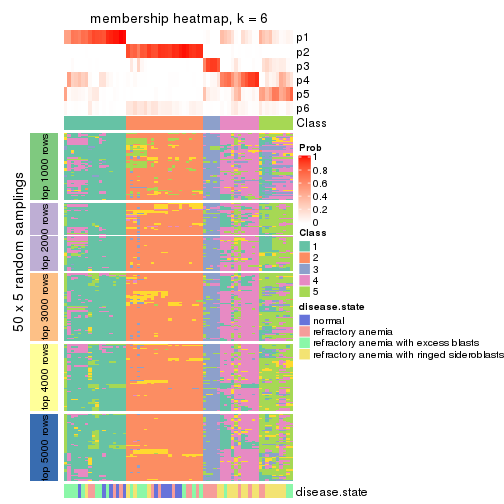 membership heatmap, k = 6
p1
p2
p3
p4
p5
p6
Class
50 x 5 random samplings
top 1000 rows
top 2000 rows
top 3000 rows
top 4000 rows
top 5000 rows
Prob
1
0.8
0.6
0.4
0.2
0
Class
1
2
3
4
5
disease.state
normal
refractory anemia
refractory anemia with excess blasts
refractory anemia with ringed sideroblasts
disease.state